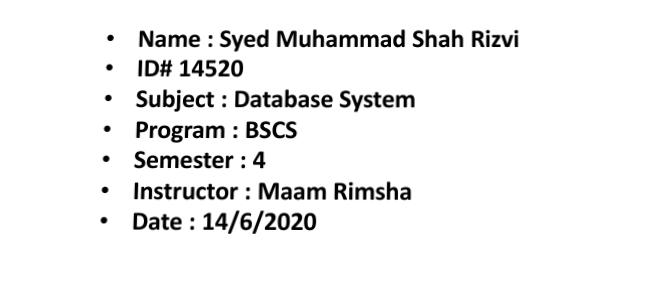 • Name : Syed Muhammad Shah Rizvi
• ID# 14520
• Subject : Database System
• Program : BSCS
• Semester : 4
• Instructor : Maam Rimsha
• Date : 14/6/2020